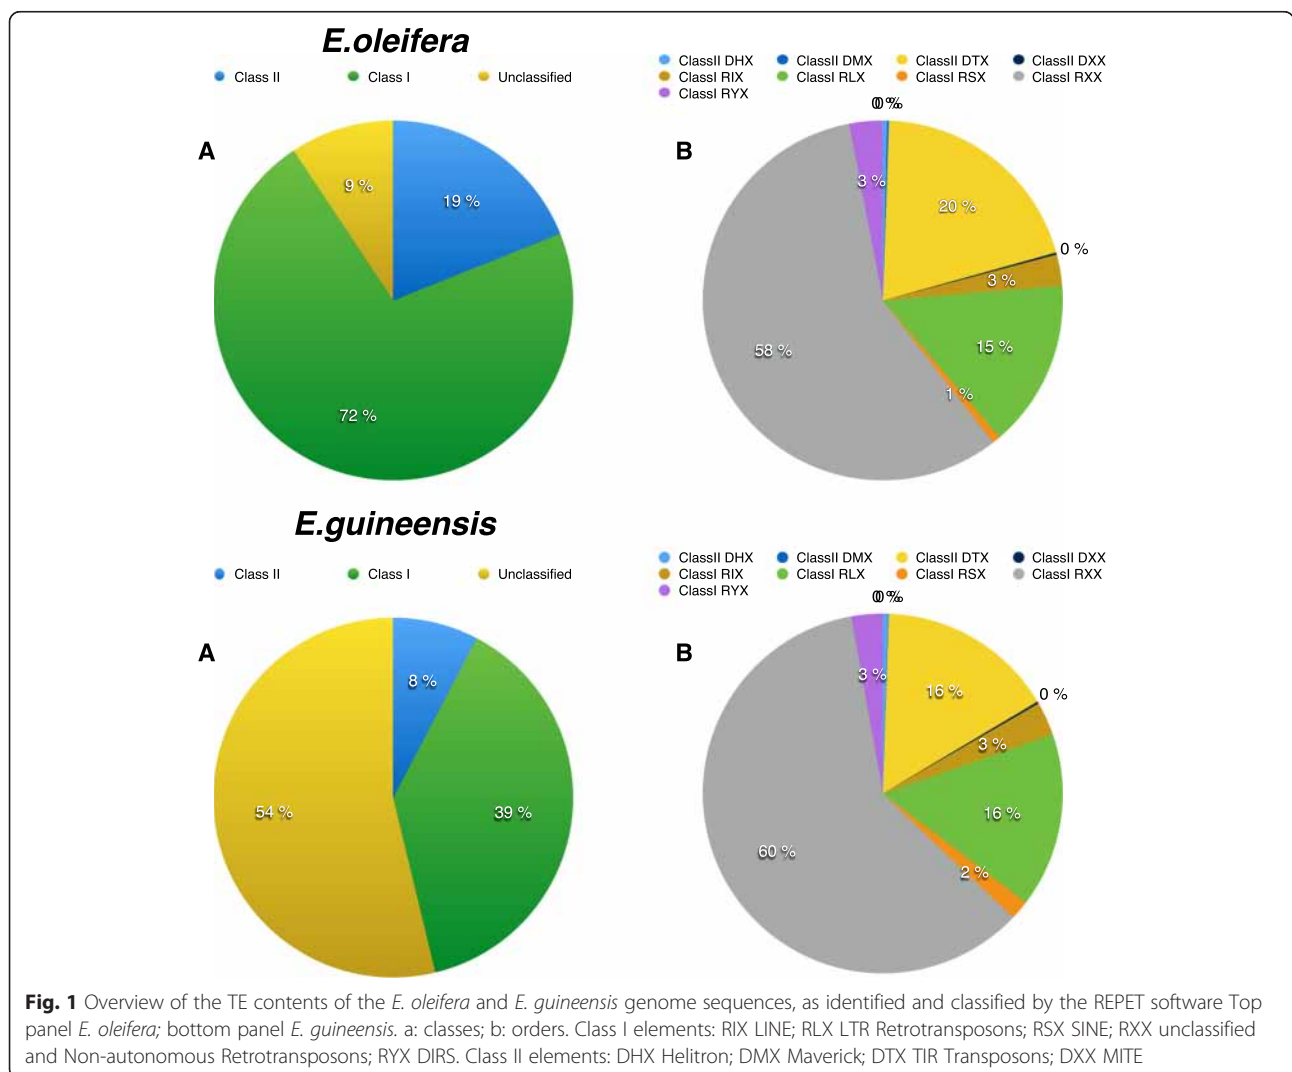 E.oleifera
Class II Class I Unclassified
ClassII DHX ClassII DMX ClassII DTX ClassII DXX
ClassI RIX ClassI RLX ClassI RSX ClassI RXX
ClassI RYX
0 % 0 %
A
9 %
19 %
72 %
B
3 %
20 %
0 %
3 %
15 %
1 %
58 %
E.guineensis
Class II Class I Unclassified
ClassII DHX ClassII DMX ClassII DTX ClassII DXX
ClassI RIX ClassI RLX ClassI RSX ClassI RXX
ClassI RYX
0 % 0 %
A
8 %
54 %
39 %
B
3 %
16 %
0 %
3 %
16 %
2 %
60 %
Fig. 1 Overview of the TE contents of the E. oleifera and E. guineensis genome sequences, as identified and classified by the REPET software Top
panel E. oleifera; bottom panel E. guineensis. a: classes; b: orders. Class I elements: RIX LINE; RLX LTR Retrotransposons; RSX SINE; RXX unclassified
and Non-autonomous Retrotransposons; RYX DIRS. Class II elements: DHX Helitron; DMX Maverick; DTX TIR Transposons; DXX MITE